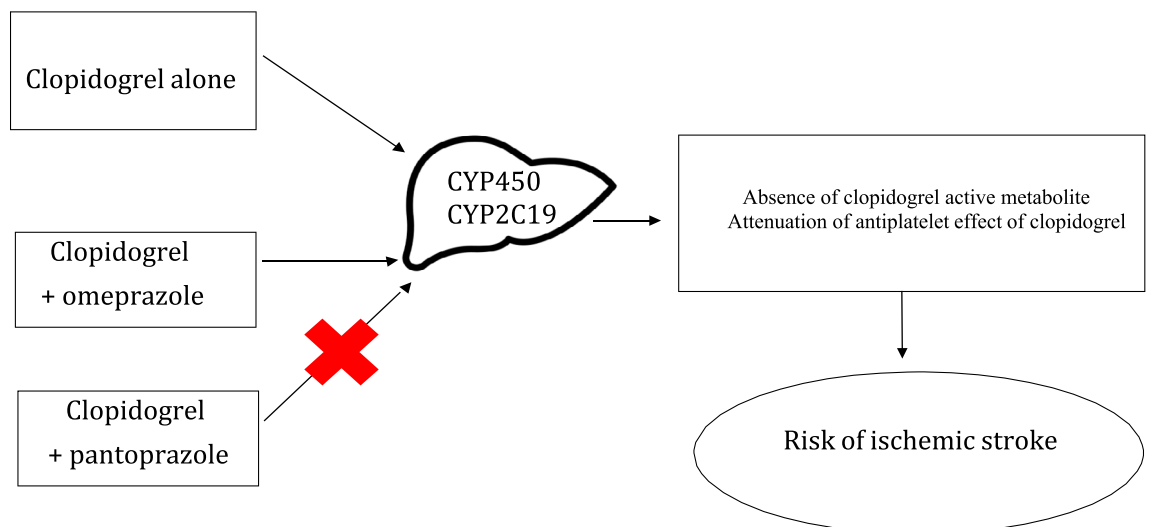 Clopidogrel alone
Clopidogrel
+ omeprazole
Clopidogrel
+ pantoprazole
CYP450
CYP2C19
Absence of clopidogrel active metabolite
Attenuation of antiplatelet effect of clopidogrel
Risk of ischemic stroke